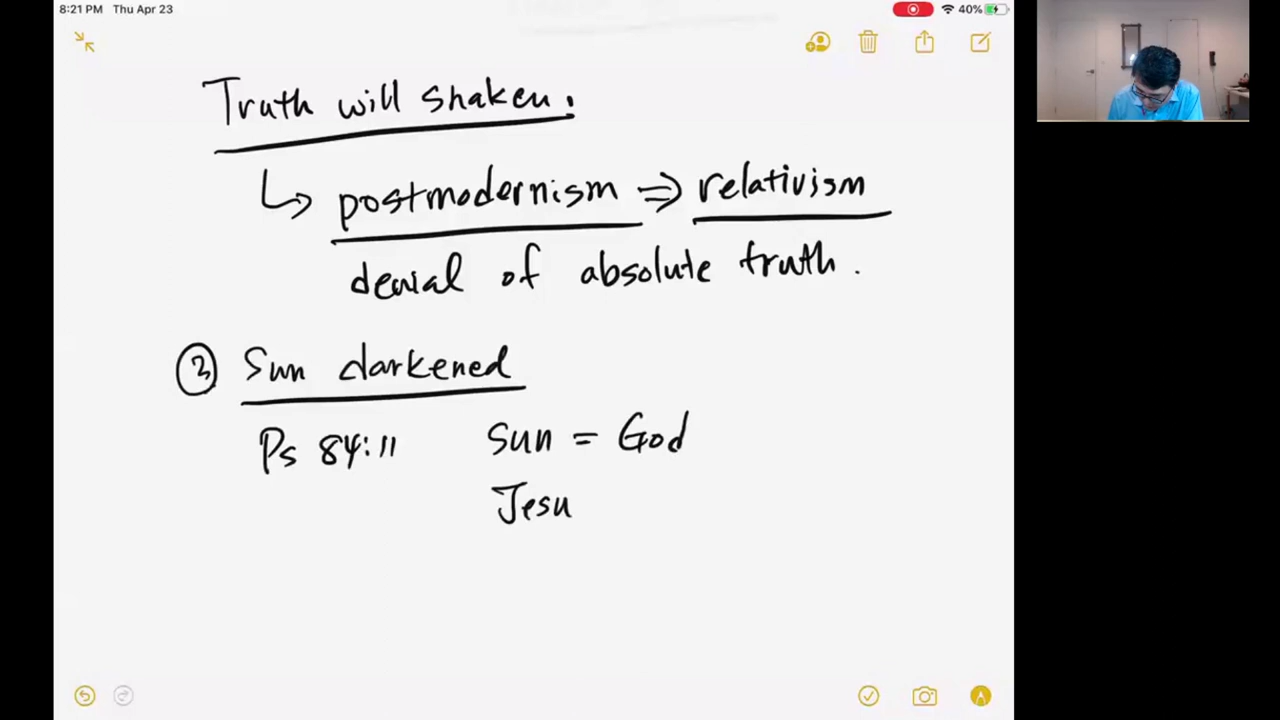 8:21 PM Thu Apr 23 40%
Truth will shaken.
↳ postmodernism ⇒ relativism
denial of absolute truth.
② Sun darkened
Ps 84:11 Sun = God
Jesu